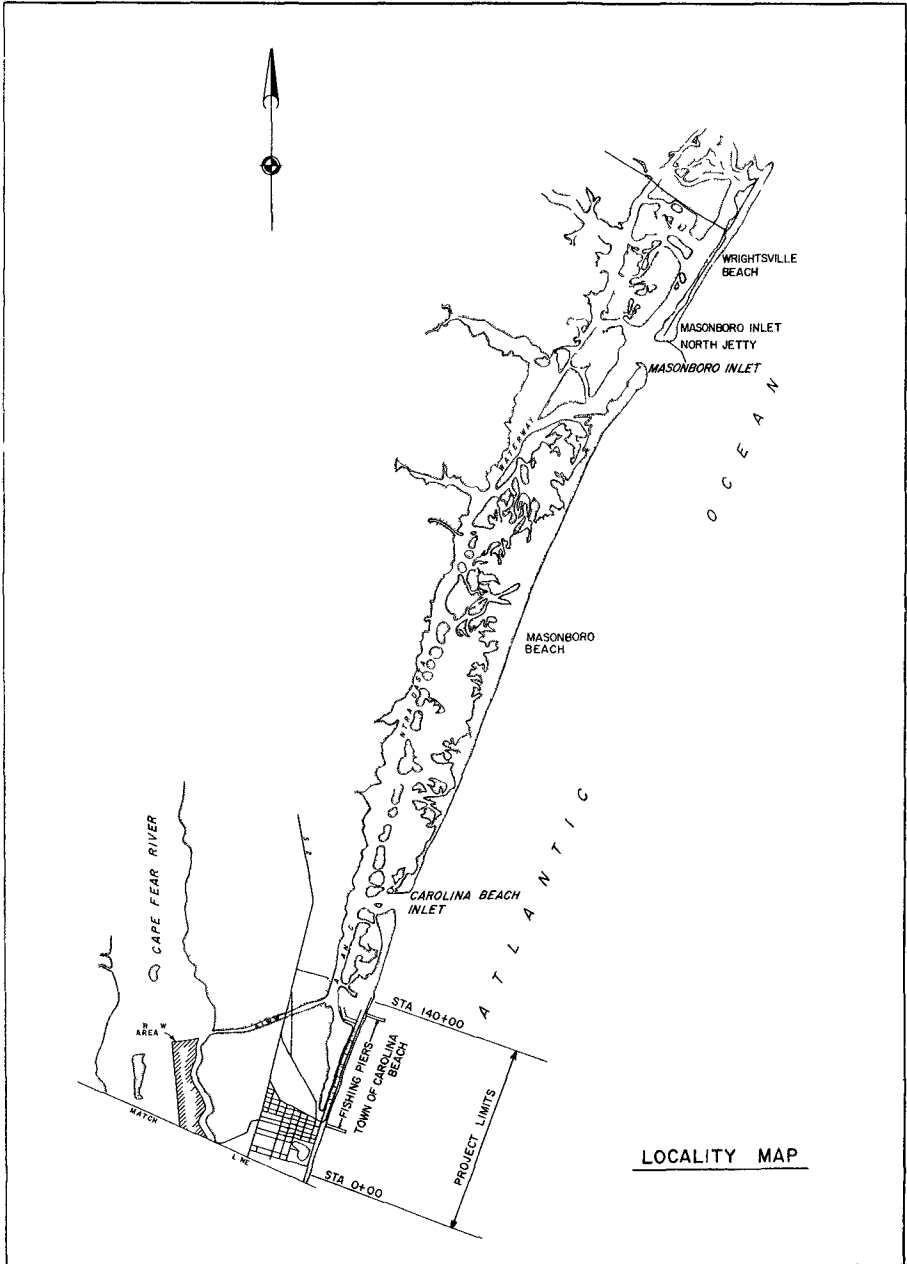 WRIGHTSVILLE
BEACH
MASONBORO INLET
NORTH JETTY
MASONBORO INLET
OCEAN
WATERWAY
MASONBORO
BEACH
CAPE FEAR RIVER
CAROLINA BEACH
INLET
ATLANTIC
STA 140+00
AREA
FISHING PIERS
TOWN OF CAROLINA
BEACH
PROJECT LIMITS
MATCH
STA 0+00
LOCALITY MAP